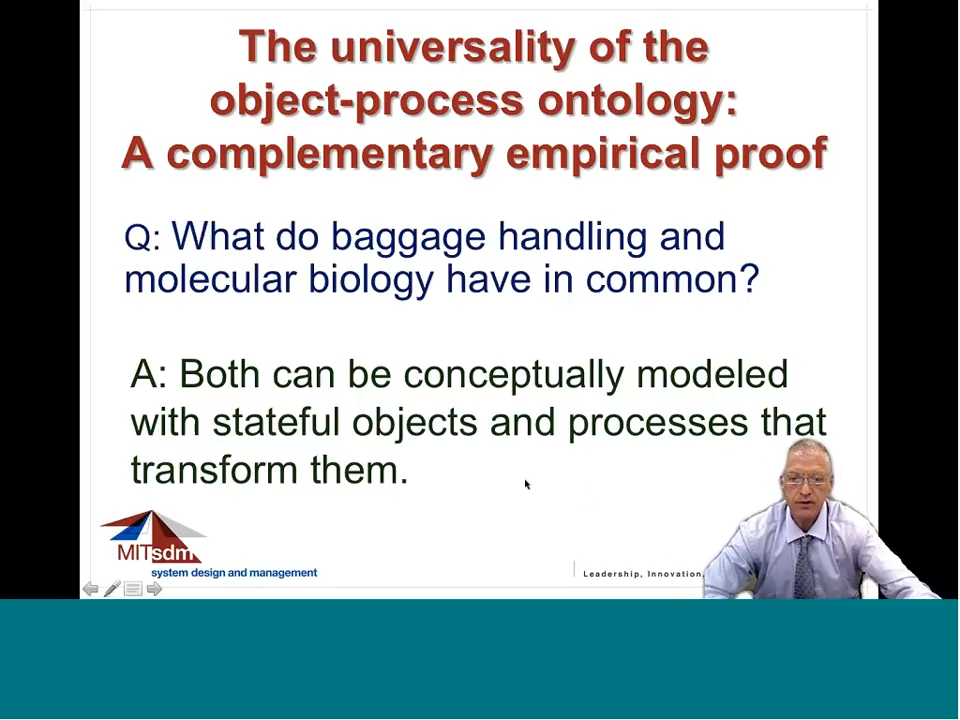 The universality of the
object-process ontology:
A complementary empirical proof
Q: What do baggage handling and
molecular biology have in common?
A: Both can be conceptually modeled
with stateful objects and processes that
transform them.
MITsdm
system design and management
Leadership, Innovation,